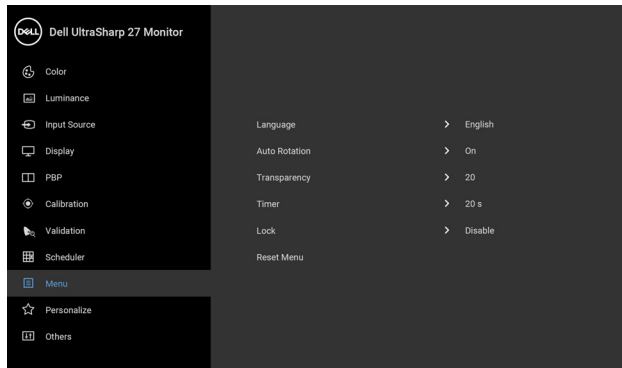 DELL Dell UltraSharp 27 Monitor
Color
Luminance
Input Source
Language > English
Display
Auto Rotation > On
PBP
Transparency > 20
Calibration
Timer > 20 s
Validation
Lock > Disable
Scheduler
Reset Menu
Menu
Personalize
Others